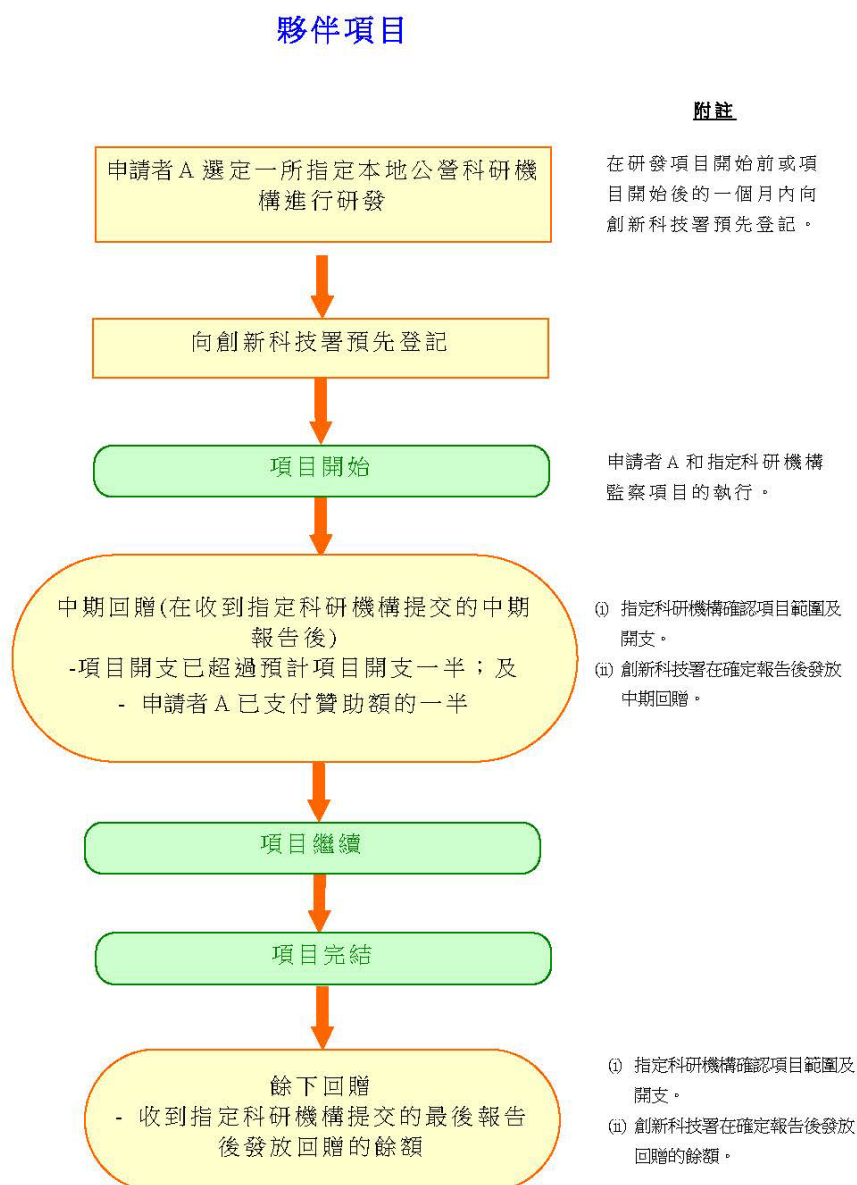 夥伴項目
附註
申請者A選定一所指定本地公營科研機
構進行研發
在研發項目開始前或項
目開始後的一個月內向
創新科技署預先登記。
向創新科技署預先登記
項目開始
申請者A和指定科研機構
監察項目的執行。
中期回贈(在收到指定科研機構提交的中期
報告後)
-項目開支已超過預計項目開支一半；及
- 申請者A已支付贊助額的一半
(i) 指定科研機構確認項目範圍及
開支。
(ii) 創新科技署在確定報告後發放
中期回贈。
項目繼續
項目完結
餘下回贈
- 收到指定科研機構提交的最後報告
後發放回贈的餘額
(i) 指定科研機構確認項目範圍及
開支。
(ii) 創新科技署在確定報告後發放
回贈的餘額。